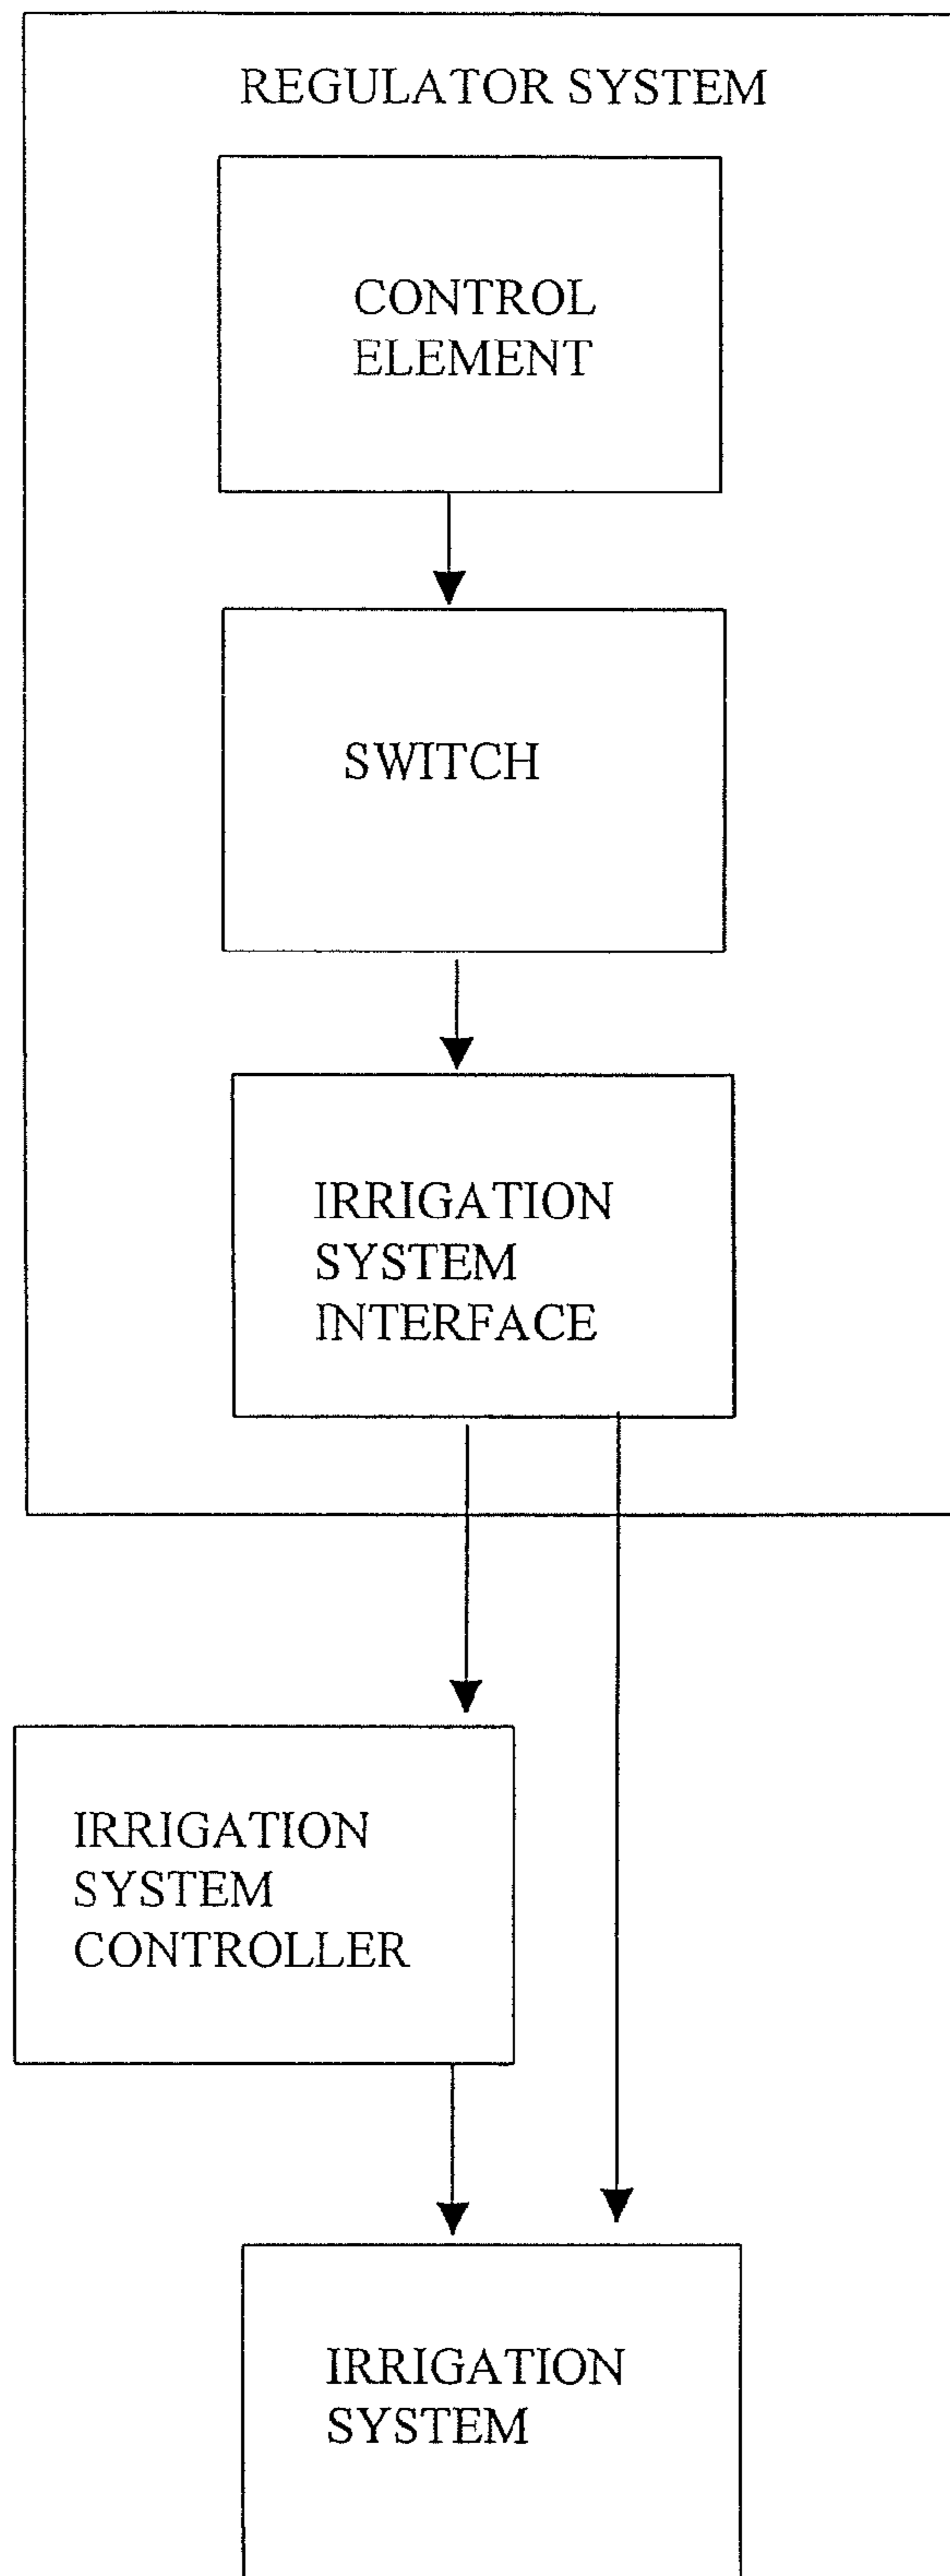 REGULATOR SYSTEM
CONTROL
ELEMENT
SWITCH
IRRIGATION
SYSTEM
INTERFACE
IRRIGATION
SYSTEM
CONTROLLER
IRRIGATION
SYSTEM